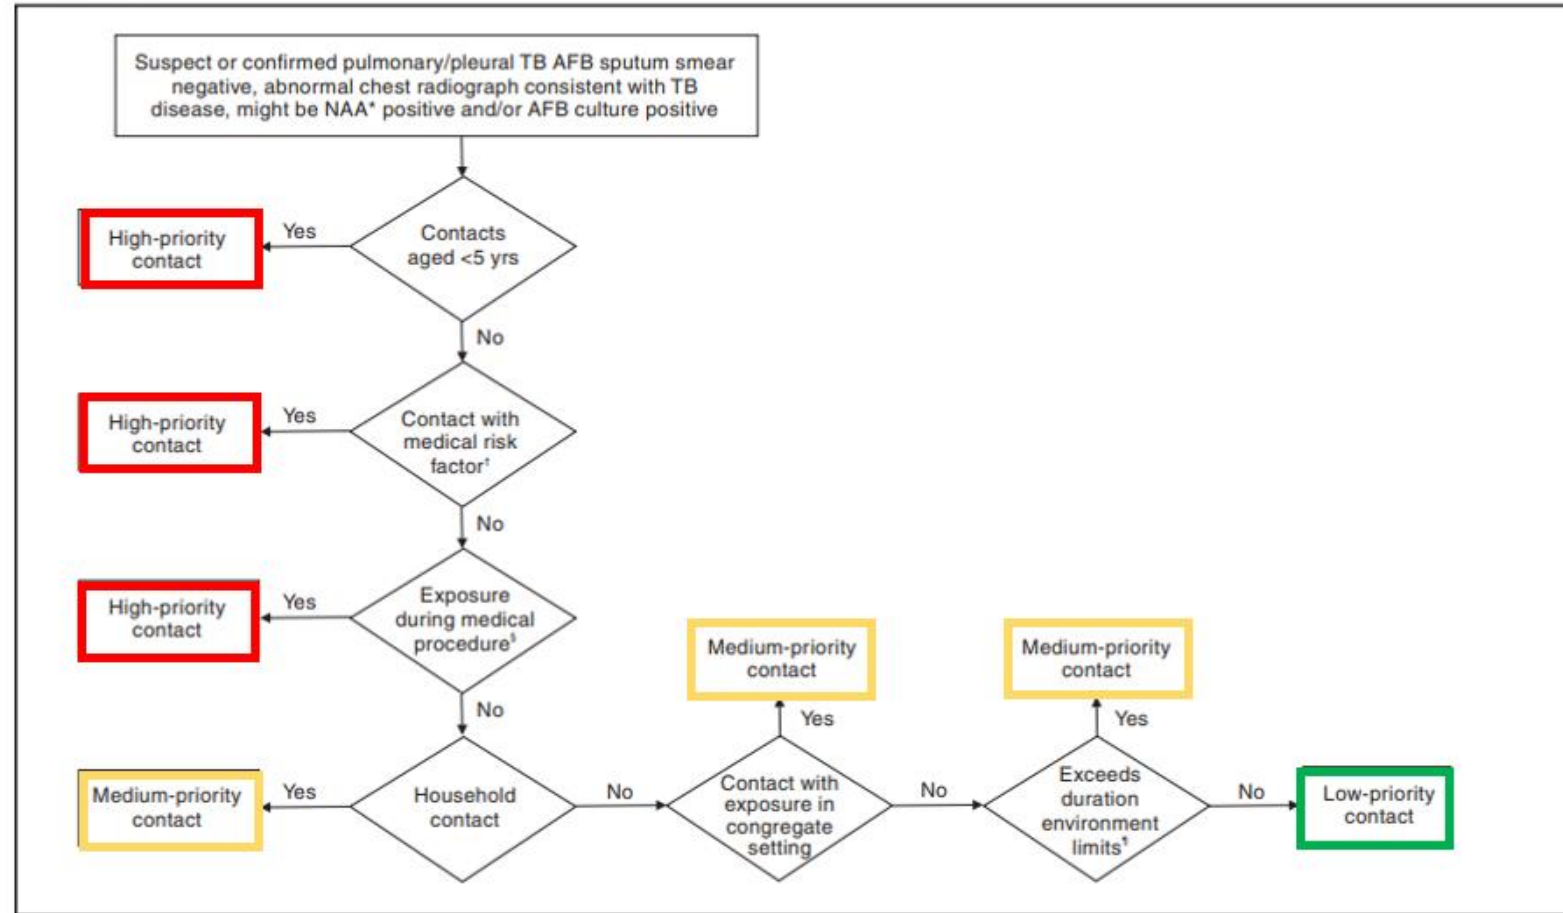 Suspect or confirmed pulmonary/pleural TB AFB sputum smear
negative, abnormal chest radiograph consistent with TB
disease, might be NAA* positive and/or AFB culture positive
High-priority
contact
Yes
Contacts
aged <5 yrs
No
High-priority
contact
Yes
Contact with
medical risk
factor†
No
High-priority
contact
Yes
Exposure
during medical
procedure§
No
Medium-priority
contact
Yes
Household
contact
No
Medium-priority
contact
Yes
Contact with
exposure in
congregate
setting
No
Medium-priority
contact
Yes
Exceeds
duration
environment
limits¶
No
Low-priority
contact